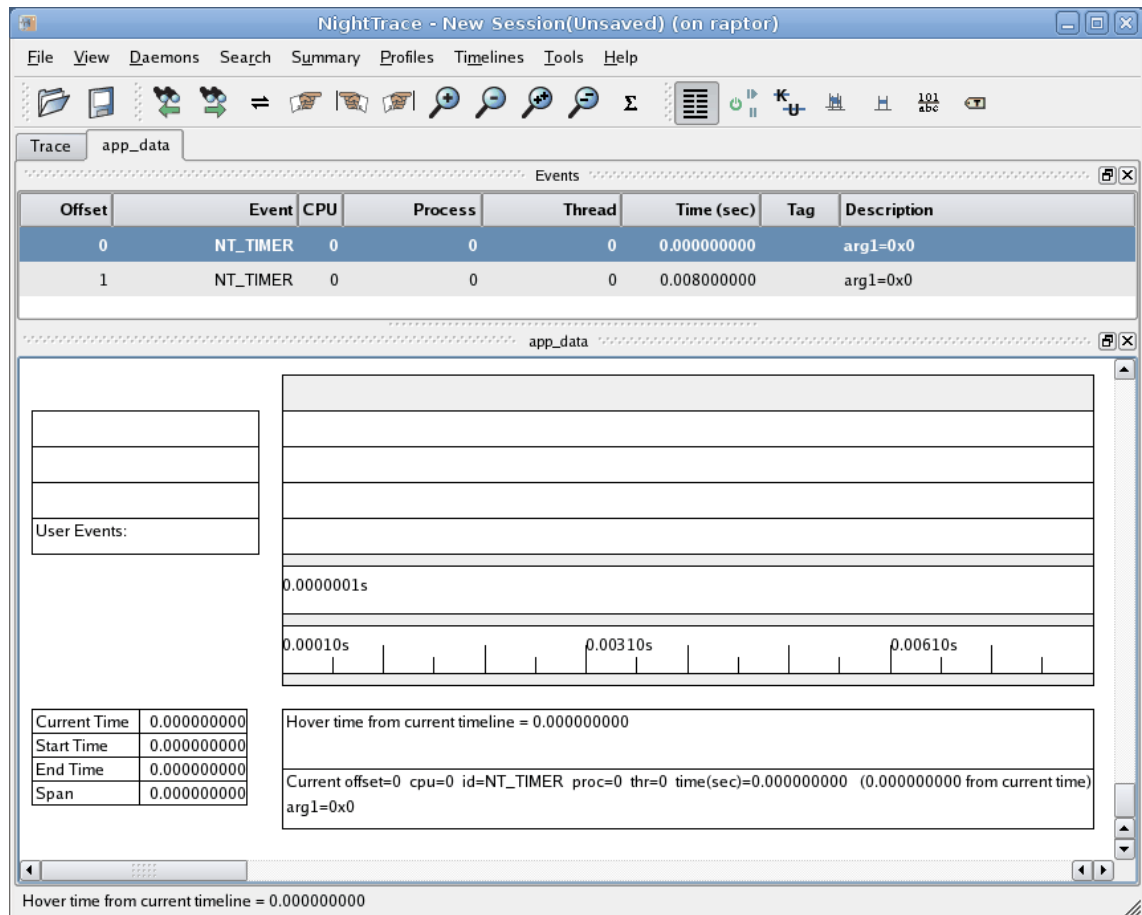 NightTrace - New Session(Unsaved) (on raptor)
File View Daemons Search Summary Profiles Timelines Tools Help
Σ K U 101 abc T
Trace app_data
Events
Offset Event CPU Process Thread Time (sec) Tag Description
0 NT_TIMER 0 0 0 0.000000000 arg1=0x0
1 NT_TIMER 0 0 0 0.008000000 arg1=0x0
app_data
User Events:
0.0000001s
0.00010s 0.00310s 0.00610s
Current Time 0.000000000
Start Time 0.000000000
End Time 0.000000000
Span 0.000000000
Hover time from current timeline = 0.000000000
Current offset=0 cpu=0 id=NT_TIMER proc=0 thr=0 time(sec)=0.000000000 (0.000000000 from current time)
arg1=0x0
Hover time from current timeline = 0.000000000